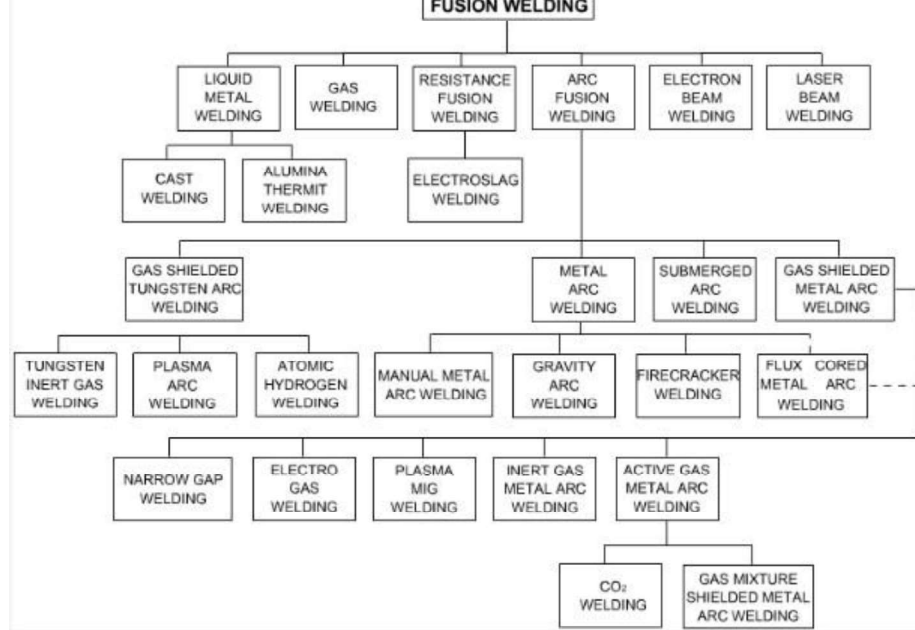 FUSION WELDING
LIQUID
METAL
WELDING
GAS
WELDING
RESISTANCE
FUSION
WELDING
ARC
FUSION
WELDING
ELECTRON
BEAM
WELDING
LASER
BEAM
WELDING
CAST
WELDING
ALUMINA
THERMIT
WELDING
ELECTROSLAG
WELDING
GAS SHIELDED
TUNGSTEN ARC
WELDING
METAL
ARC
WELDING
SUBMERGED
ARC
WELDING
GAS SHIELDED
METAL ARC
WELDING
TUNGSTEN
INERT GAS
WELDING
PLASMA
ARC
WELDING
ATOMIC
HYDROGEN
WELDING
MANUAL METAL
ARC WELDING
GRAVITY
ARC
WELDING
FIRECRACKER
WELDING
FLUX CORED
METAL ARC
WELDING
NARROW GAP
WELDING
ELECTRO
GAS
WELDING
PLASMA
MIG
WELDING
INERT GAS
METAL ARC
WELDING
ACTIVE GAS
METAL ARC
WELDING
CO₂
WELDING
GAS MIXTURE
SHIELDED METAL
ARC WELDING